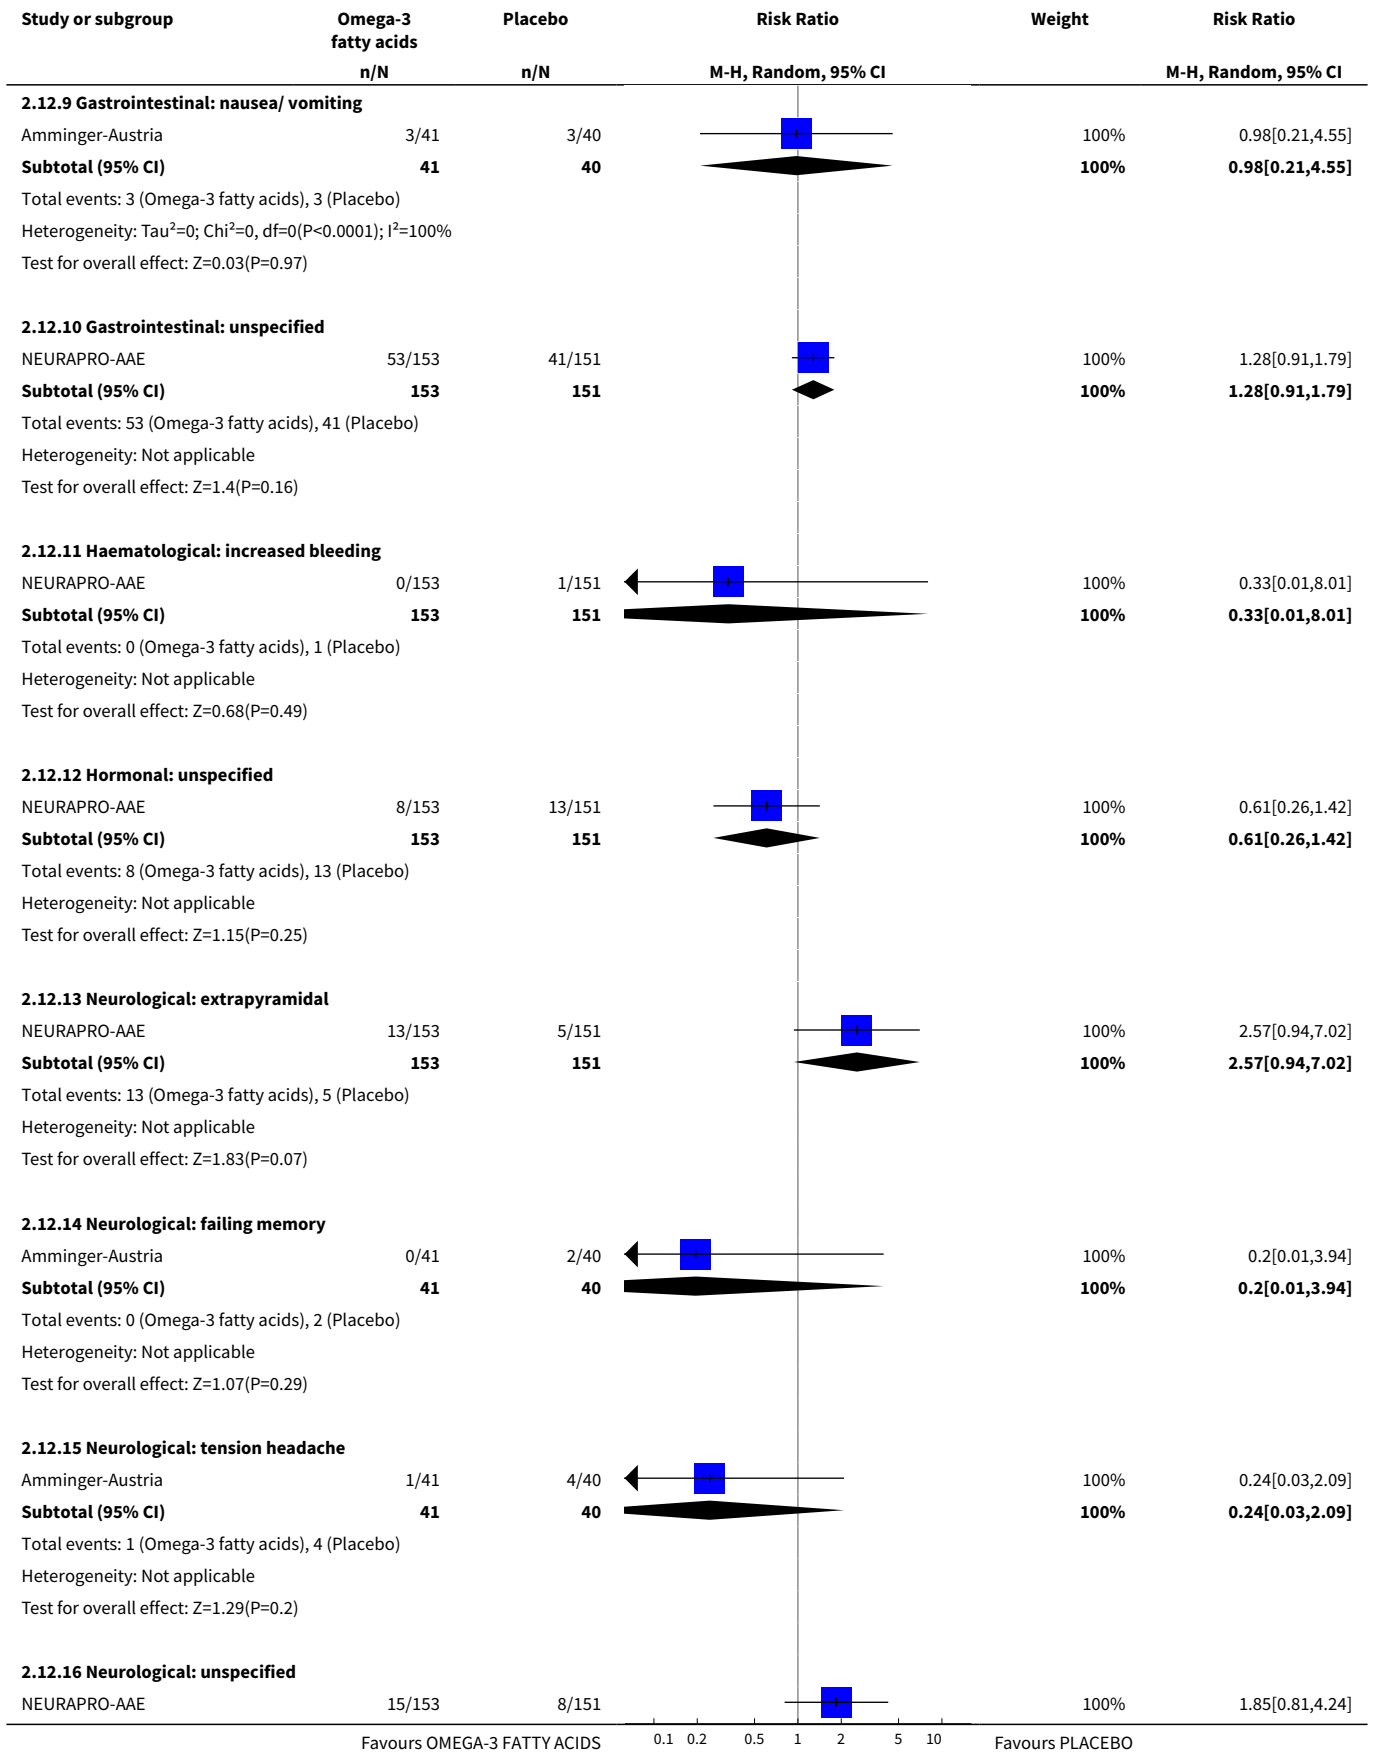 Study or subgroup Omega-3 fatty acids Placebo Risk Ratio Weight Risk Ratio
n/N n/N M-H, Random, 95% CI M-H, Random, 95% CI
2.12.9 Gastrointestinal: nausea/ vomiting
Amminger-Austria 3/41 3/40 100% 0.98[0.21,4.55]
Subtotal (95% CI) 41 40 100% 0.98[0.21,4.55]
Total events: 3 (Omega-3 fatty acids), 3 (Placebo)
Heterogeneity: Tau²=0; Chi²=0, df=0(P<0.0001); I²=100%
Test for overall effect: Z=0.03(P=0.97)
2.12.10 Gastrointestinal: unspecified
NEURAPRO-AAE 53/153 41/151 100% 1.28[0.91,1.79]
Subtotal (95% CI) 153 151 100% 1.28[0.91,1.79]
Total events: 53 (Omega-3 fatty acids), 41 (Placebo)
Heterogeneity: Not applicable
Test for overall effect: Z=1.4(P=0.16)
2.12.11 Haematological: increased bleeding
NEURAPRO-AAE 0/153 1/151 100% 0.33[0.01,8.01]
Subtotal (95% CI) 153 151 100% 0.33[0.01,8.01]
Total events: 0 (Omega-3 fatty acids), 1 (Placebo)
Heterogeneity: Not applicable
Test for overall effect: Z=0.68(P=0.49)
2.12.12 Hormonal: unspecified
NEURAPRO-AAE 8/153 13/151 100% 0.61[0.26,1.42]
Subtotal (95% CI) 153 151 100% 0.61[0.26,1.42]
Total events: 8 (Omega-3 fatty acids), 13 (Placebo)
Heterogeneity: Not applicable
Test for overall effect: Z=1.15(P=0.25)
2.12.13 Neurological: extrapyramidal
NEURAPRO-AAE 13/153 5/151 100% 2.57[0.94,7.02]
Subtotal (95% CI) 153 151 100% 2.57[0.94,7.02]
Total events: 13 (Omega-3 fatty acids), 5 (Placebo)
Heterogeneity: Not applicable
Test for overall effect: Z=1.83(P=0.07)
2.12.14 Neurological: failing memory
Amminger-Austria 0/41 2/40 100% 0.2[0.01,3.94]
Subtotal (95% CI) 41 40 100% 0.2[0.01,3.94]
Total events: 0 (Omega-3 fatty acids), 2 (Placebo)
Heterogeneity: Not applicable
Test for overall effect: Z=1.07(P=0.29)
2.12.15 Neurological: tension headache
Amminger-Austria 1/41 4/40 100% 0.24[0.03,2.09]
Subtotal (95% CI) 41 40 100% 0.24[0.03,2.09]
Total events: 1 (Omega-3 fatty acids), 4 (Placebo)
Heterogeneity: Not applicable
Test for overall effect: Z=1.29(P=0.2)
2.12.16 Neurological: unspecified
NEURAPRO-AAE 15/153 8/151 100% 1.85[0.81,4.24]
Favours OMEGA-3 FATTY ACIDS 0.1 0.2 0.5 1 2 5 10 Favours PLACEBO